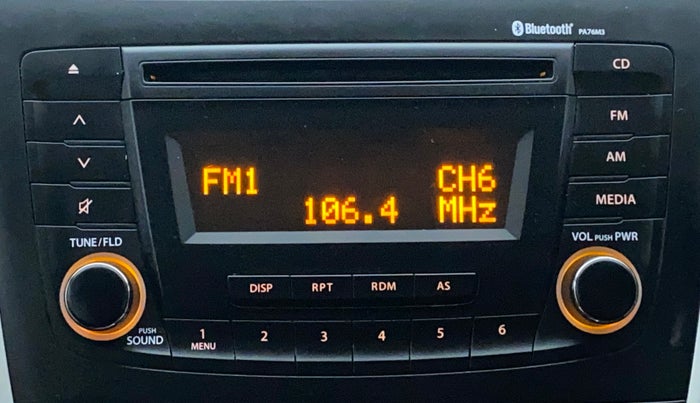 Bluetooth® PA76M3
CD
FM
AM
MEDIA
FM1 CH6
106.4 MHz
TUNE/FLD
VOL PUSH PWR
DISP RPT RDM AS
PUSH
SOUND
1 2 3 4 5 6
MENU